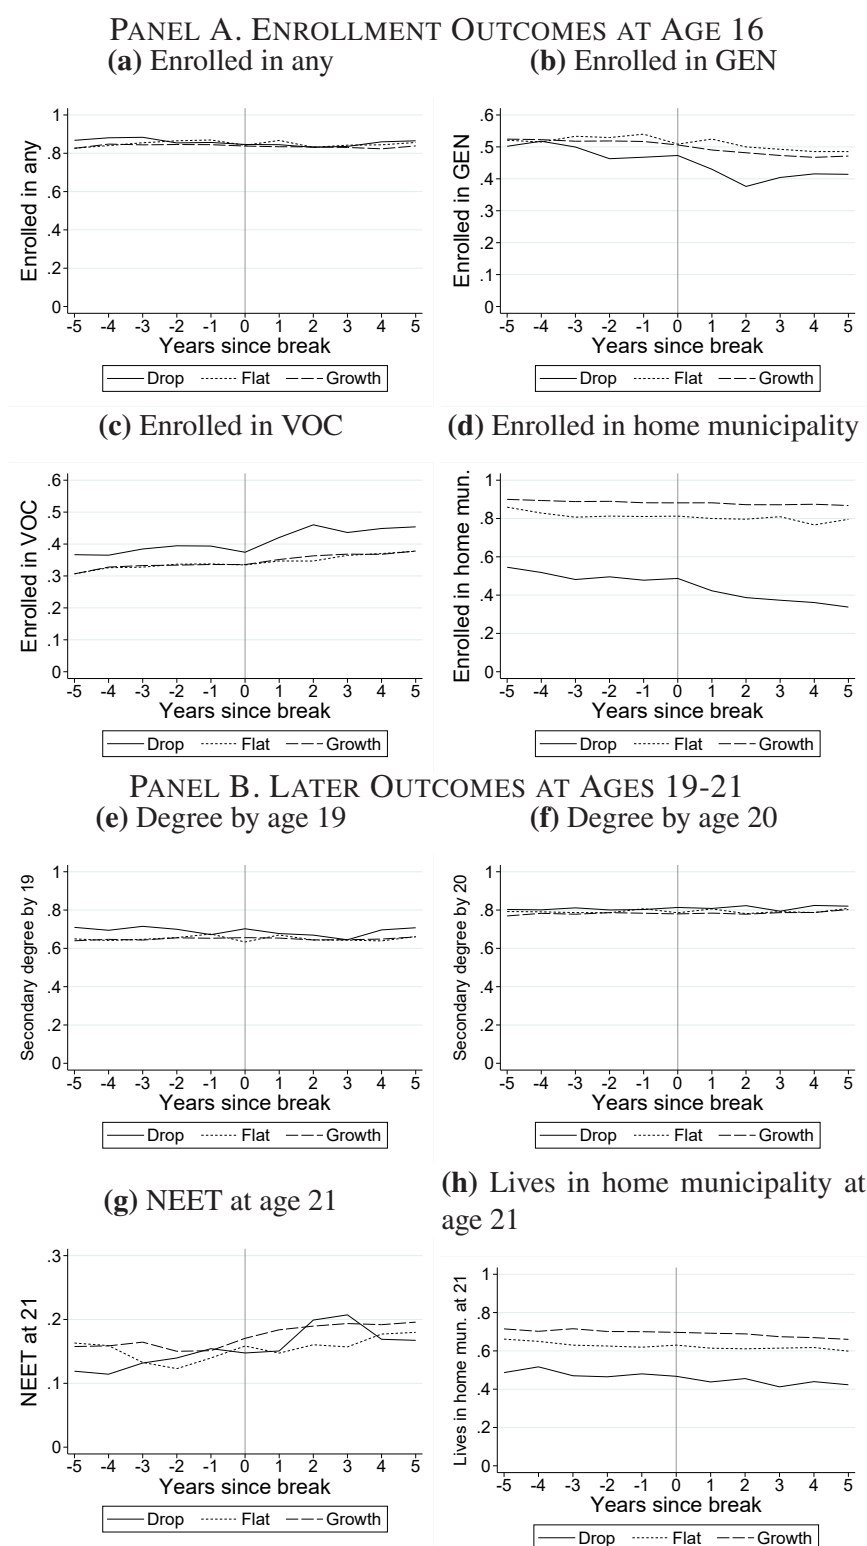 PANEL A. ENROLLMENT OUTCOMES AT AGE 16
(a) Enrolled in any
Enrolled in any
1
.8
.6
.4
.2
0
-5 -4 -3 -2 -1 0 1 2 3 4 5
Years since break
Drop Flat Growth
(b) Enrolled in GEN
Enrolled in GEN
.6
.5
.4
.3
.2
.1
0
-5 -4 -3 -2 -1 0 1 2 3 4 5
Years since break
Drop Flat Growth
(c) Enrolled in VOC
Enrolled in VOC
.6
.5
.4
.3
.2
.1
0
-5 -4 -3 -2 -1 0 1 2 3 4 5
Years since break
Drop Flat Growth
(d) Enrolled in home municipality
Enrolled in home mun.
1
.8
.6
.4
.2
0
-5 -4 -3 -2 -1 0 1 2 3 4 5
Years since break
Drop Flat Growth
PANEL B. LATER OUTCOMES AT AGES 19-21
(e) Degree by age 19
Secondary degree by 19
1
.8
.6
.4
.2
0
-5 -4 -3 -2 -1 0 1 2 3 4 5
Years since break
Drop Flat Growth
(f) Degree by age 20
Secondary degree by 20
1
.8
.6
.4
.2
0
-5 -4 -3 -2 -1 0 1 2 3 4 5
Years since break
Drop Flat Growth
(g) NEET at age 21
NEET at 21
.3
.2
.1
0
-5 -4 -3 -2 -1 0 1 2 3 4 5
Years since break
Drop Flat Growth
(h) Lives in home municipality at
age 21
Lives in home mun. at 21
1
.8
.6
.4
.2
0
-5 -4 -3 -2 -1 0 1 2 3 4 5
Years since break
Drop Flat Growth